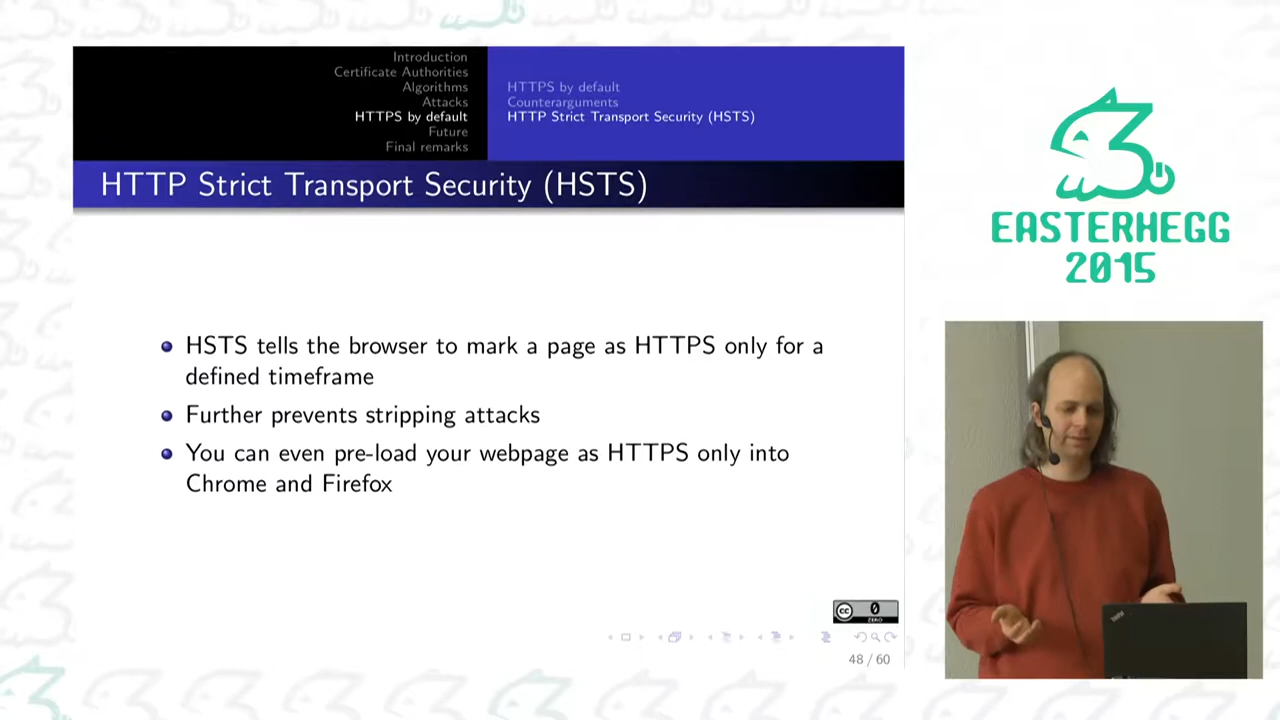 Introduction
Certificate Authorities
Algorithms
Attacks
HTTPS by default
Future
Final remarks
HTTPS by default
Counterarguments
HTTP Strict Transport Security (HSTS)
HTTP Strict Transport Security (HSTS)
HSTS tells the browser to mark a page as HTTPS only for a
defined timeframe
Further prevents stripping attacks
You can even pre-load your webpage as HTTPS only into
Chrome and Firefox
cc 0
ZERO
48 / 60
EASTERHEGG
2015